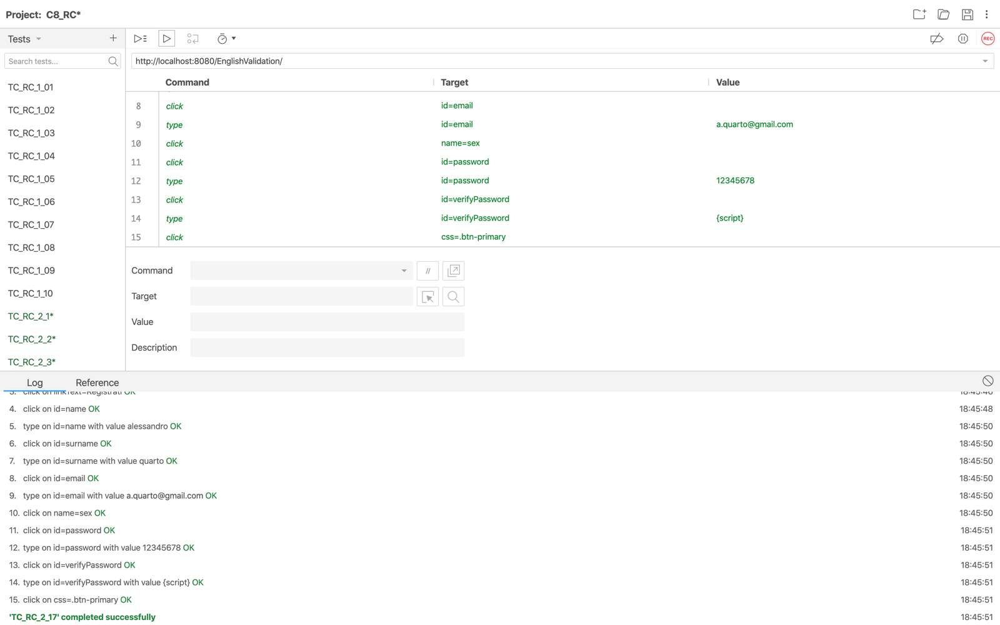 Project: C8_RC*
Tests
Search tests...
TC_RC_1_01
TC_RC_1_02
TC_RC_1_03
TC_RC_1_04
TC_RC_1_05
TC_RC_1_06
TC_RC_1_07
TC_RC_1_08
TC_RC_1_09
TC_RC_1_10
TC_RC_2_1*
TC_RC_2_2*
TC_RC_2_3*
REC
http://localhost:8080/EnglishValidation/
Command Target Value
8 click id=email
9 type id=email a.quarto@gmail.com
10 click name=sex
11 click id=password
12 type id=password 12345678
13 click id=verifyPassword
14 type id=verifyPassword {script}
15 click css=.btn-primary
Command //
Target
Value
Description
Log Reference
3. click on linkText=Registrati OK 18:45:46
4. click on id=name OK 18:45:48
5. type on id=name with value alessandro OK 18:45:50
6. click on id=surname OK 18:45:50
7. type on id=surname with value quarto OK 18:45:50
8. click on id=email OK 18:45:50
9. type on id=email with value a.quarto@gmail.com OK 18:45:50
10. click on name=sex OK 18:45:50
11. click on id=password OK 18:45:51
12. type on id=password with value 12345678 OK 18:45:51
13. click on id=verifyPassword OK 18:45:51
14. type on id=verifyPassword with value {script} OK 18:45:51
15. click on css=.btn-primary OK 18:45:51
'TC_RC_2_17' completed successfully 18:45:51